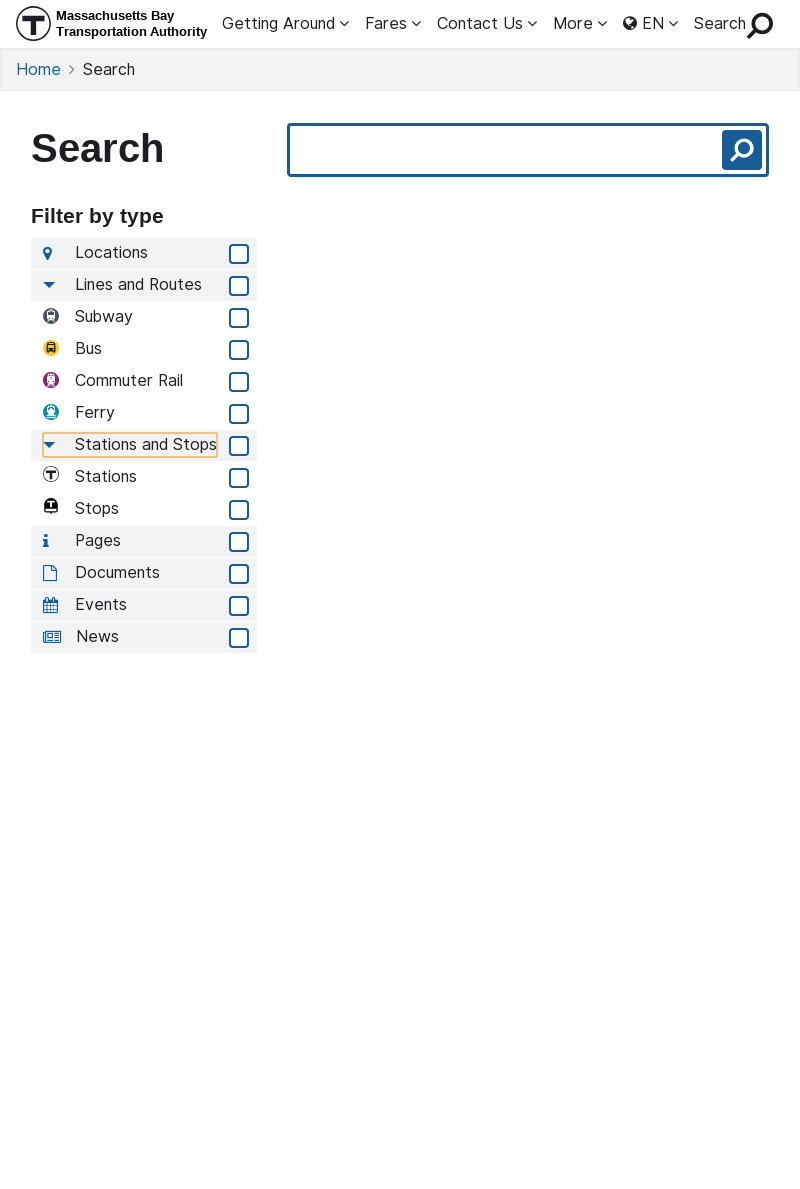 Massachusetts Bay
Transportation Authority
Getting Around Fares Contact Us More EN Search
Home > Search
Search
Filter by type
Locations
Lines and Routes
Subway
Bus
Commuter Rail
Ferry
Stations and Stops
Stations
Stops
Pages
Documents
Events
News